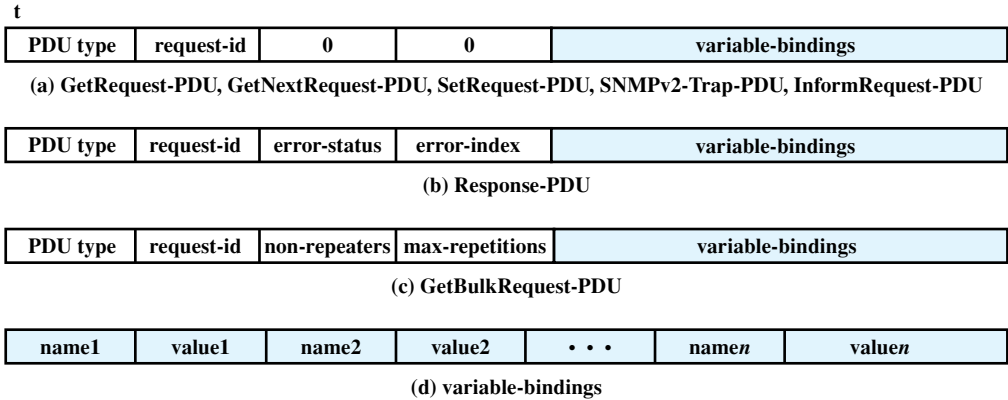 t
PDU type request-id 0 0 variable-bindings
(a) GetRequest-PDU, GetNextRequest-PDU, SetRequest-PDU, SNMPv2-Trap-PDU, InformRequest-PDU
PDU type request-id error-status error-index variable-bindings
(b) Response-PDU
PDU type request-id non-repeaters max-repetitions variable-bindings
(c) GetBulkRequest-PDU
name1 value1 name2 value2 • • • namen valuen
(d) variable-bindings